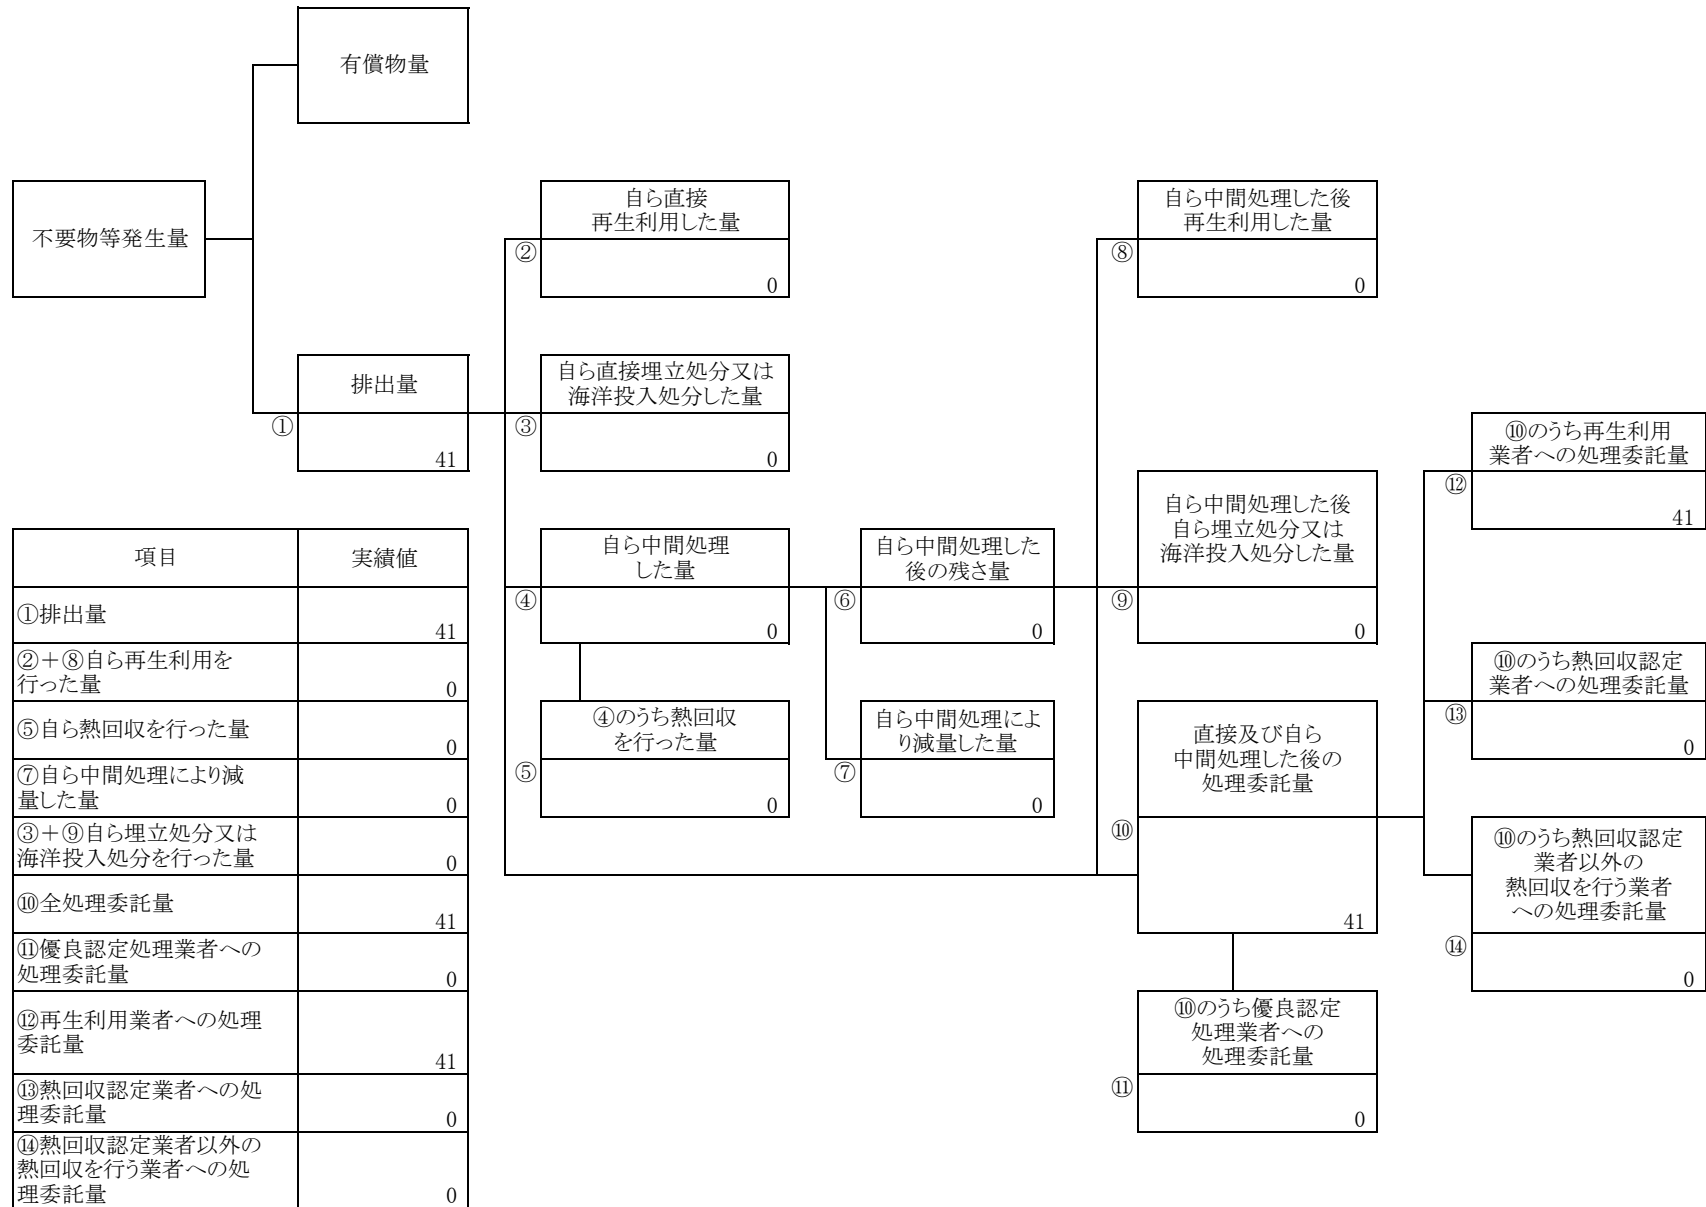 有償物量
不要物等発生量
自ら直接
再生利用した量
②
0
自ら中間処理した後
再生利用した量
⑧
0
排出量
①
41
自ら直接埋立処分又は
海洋投入処分した量
③
0
⑩のうち再生利用
業者への処理委託量
⑫
41
自ら中間処理
した量
④
0
自ら中間処理した
後の残さ量
⑥
0
自ら中間処理した後
自ら埋立処分又は
海洋投入処分した量
⑨
0
⑩のうち熱回収認定
業者への処理委託量
⑬
0
④のうち熱回収
を行った量
⑤
0
自ら中間処理によ
り減量した量
⑦
0
直接及び自ら
中間処理した後の
処理委託量
⑩
41
⑩のうち熱回収認定
業者以外の
熱回収を行う業者
への処理委託量
⑭
0
⑩のうち優良認定
処理業者への
処理委託量
⑪
0
項目 実績値
①排出量
41
②＋⑧自ら再生利用を
行った量 0
⑤自ら熱回収を行った量
0
⑦自ら中間処理により減
量した量 0
③＋⑨自ら埋立処分又は
海洋投入処分を行った量 0
⑩全処理委託量
41
⑪優良認定処理業者への
処理委託量 0
⑫再生利用業者への処理
委託量
41
⑬熱回収認定業者への処
理委託量 0
⑭熱回収認定業者以外の
熱回収を行う業者への処
理委託量 0